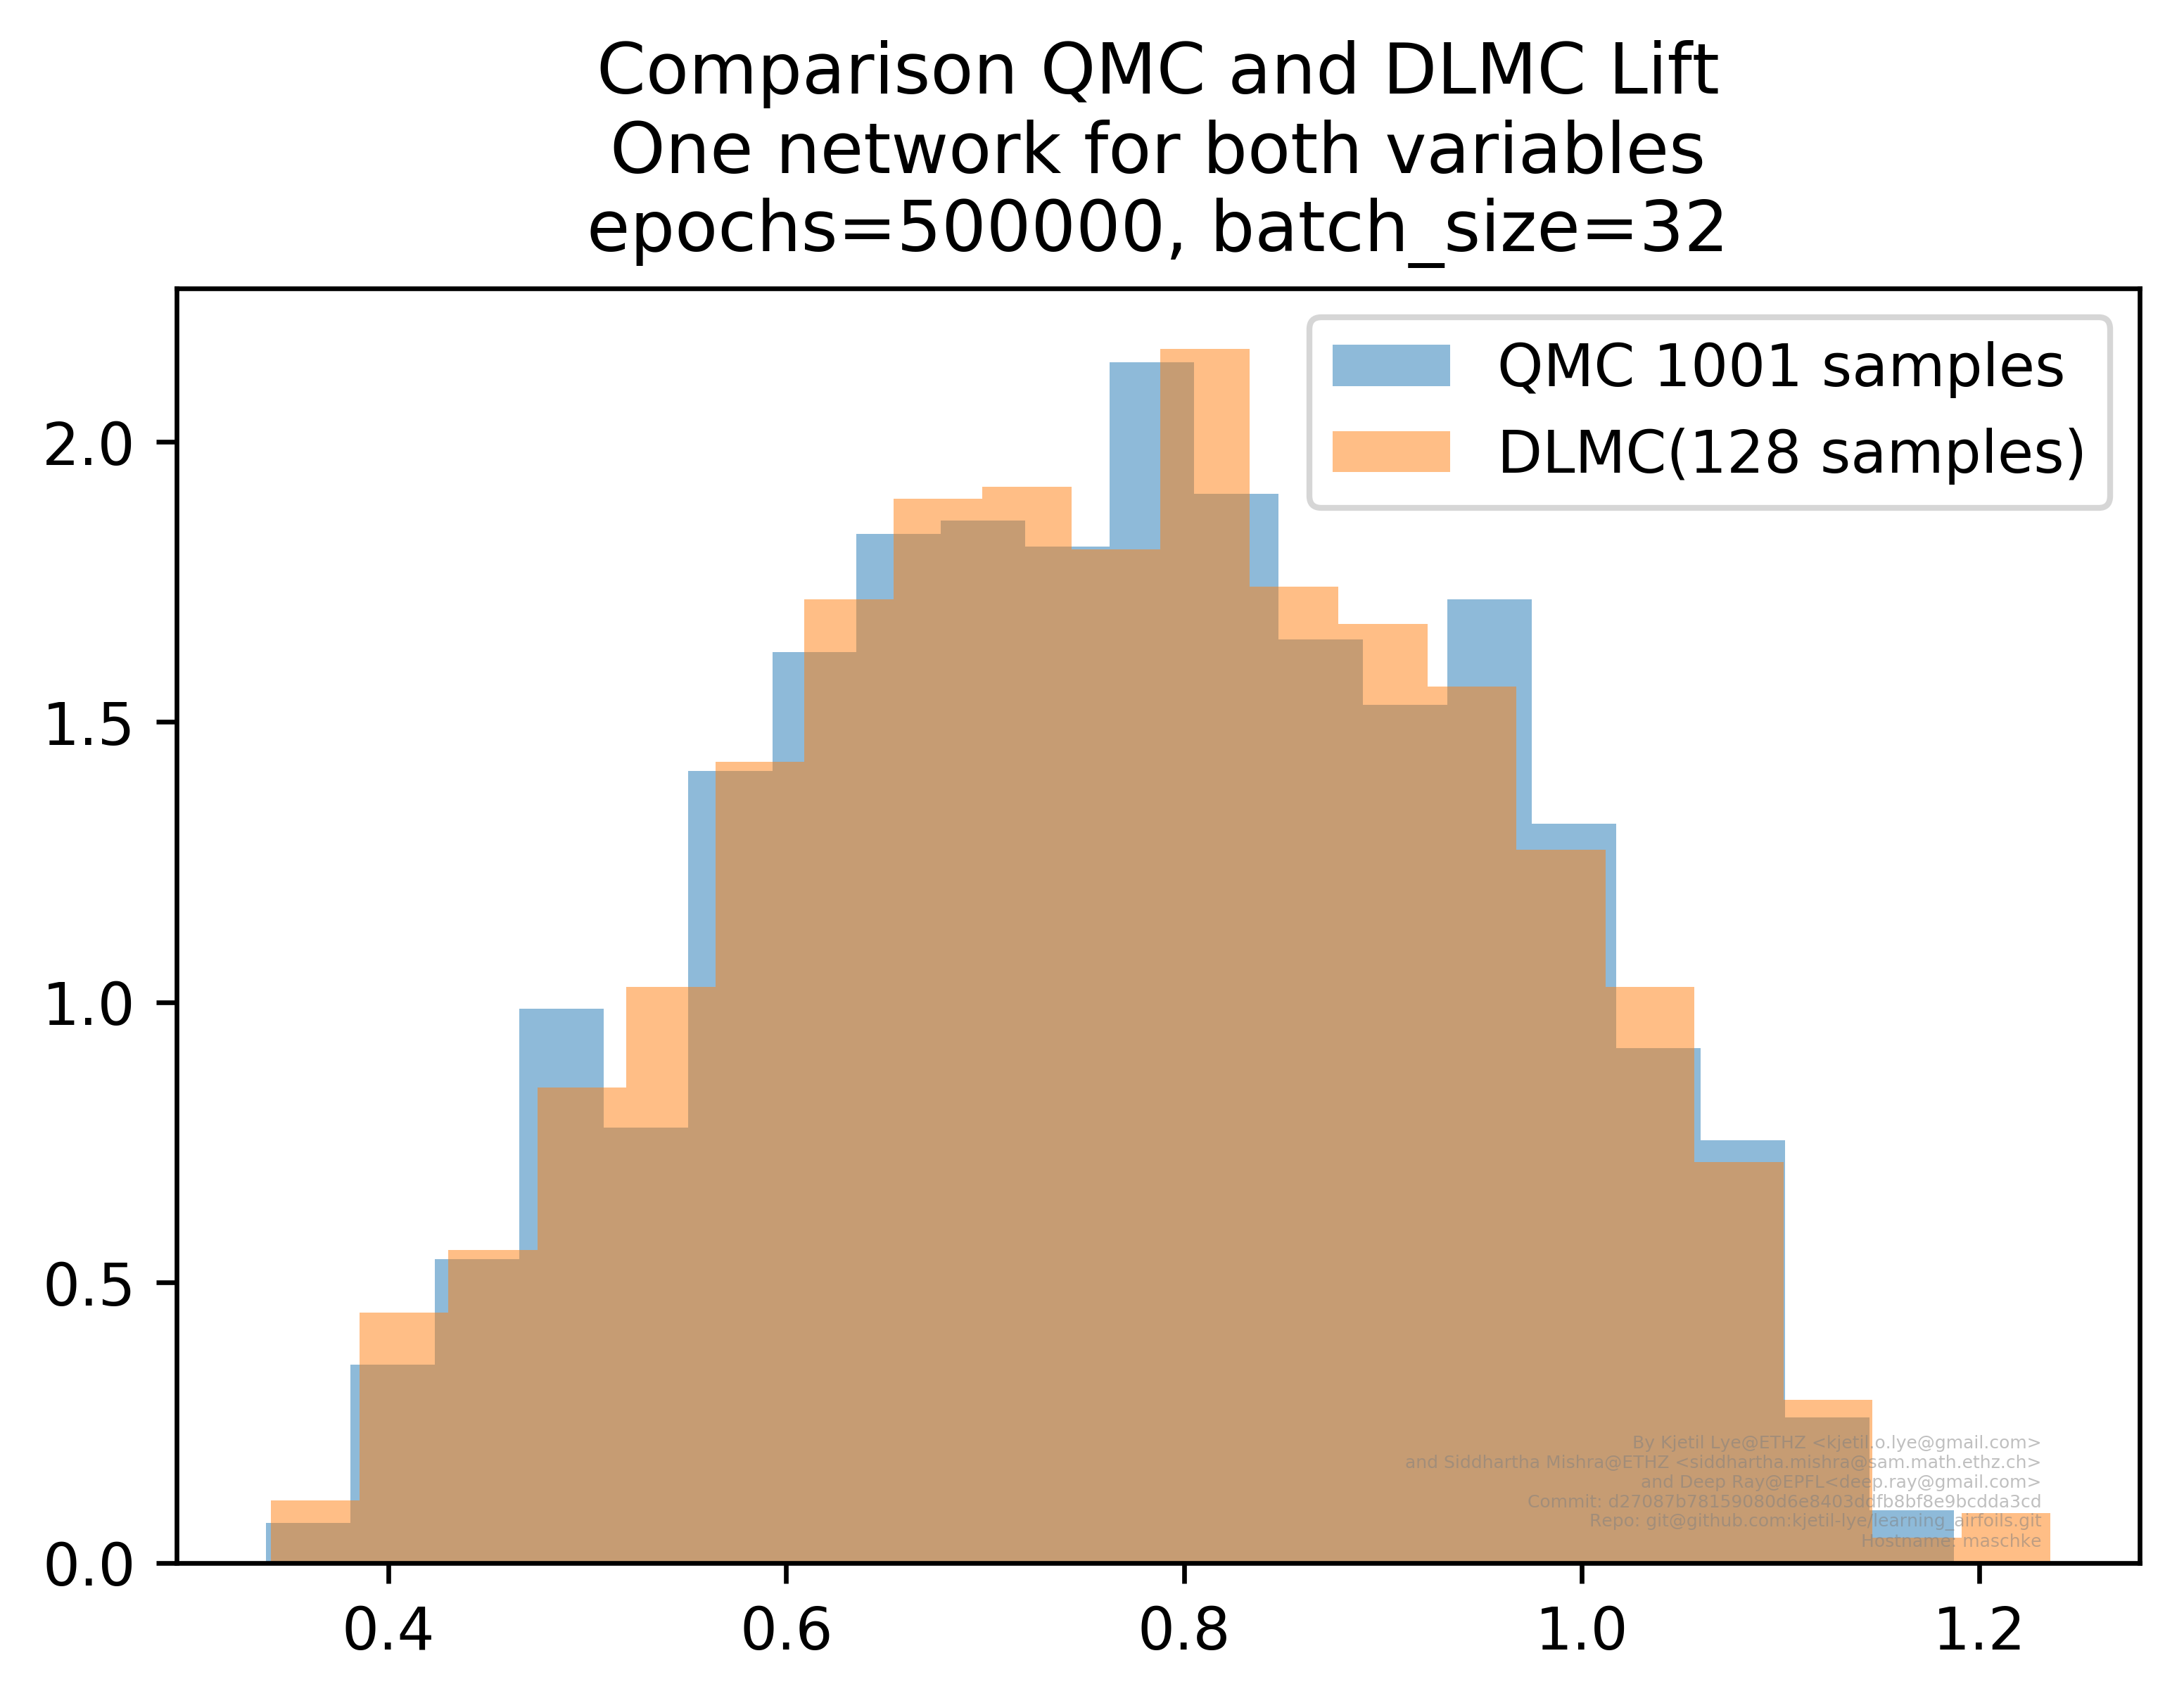 Comparison QMC and DLMC Lift
One network for both variables
epochs=500000, batch_size=32
QMC 1001 samples
DLMC(128 samples)
2.0
1.5
1.0
0.5
0.0
0.4
0.6
0.8
1.0
1.2
By Kjetil Lye@ETHZ <kjetil.o.lye@gmail.com>
and Siddhartha Mishra@ETHZ <siddhartha.mishra@sam.math.ethz.ch>
and Deep Ray@EPFL<deep.ray@gmail.com>
Commit: d27087b78159080d6e8403ddfb8bf8e9bcdda3cd
Repo: git@github.com:kjetil-lye/learning_airfoils.git
Hostname: maschke